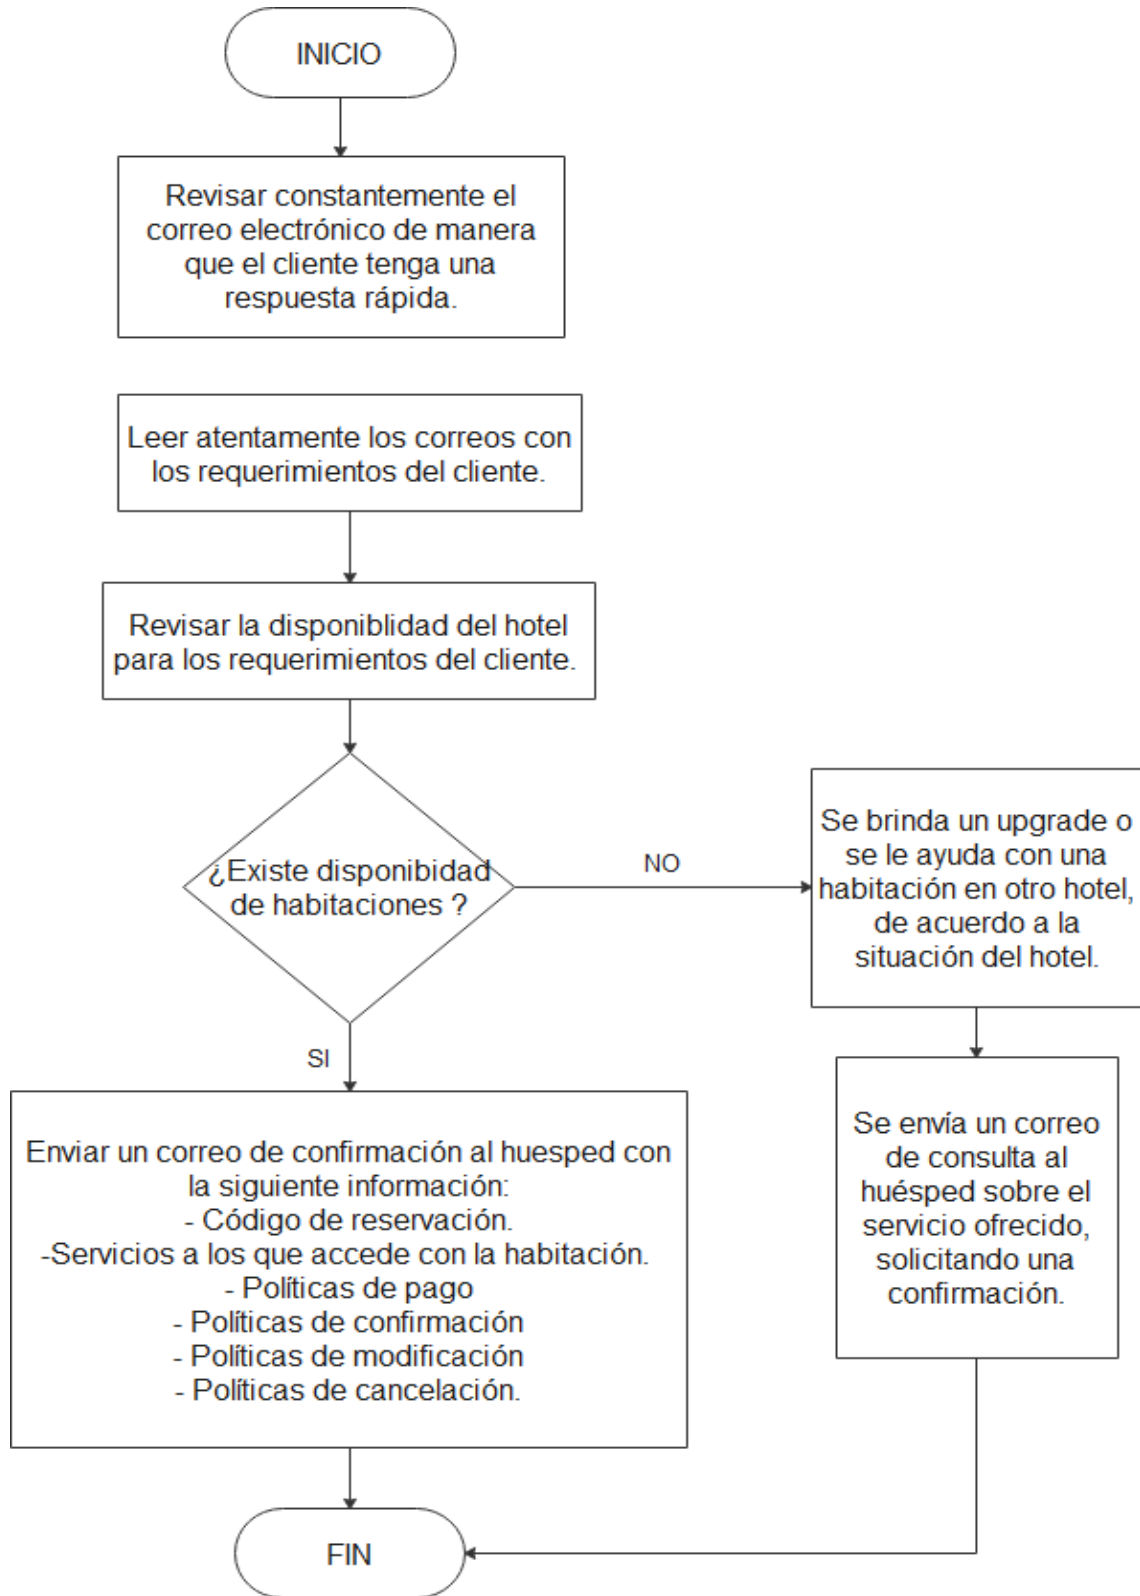 INICIO
Revisar constantemente el
correo electrónico de manera
que el cliente tenga una
respuesta rápida.
Leer atentamente los correos con
los requerimientos del cliente.
Revisar la disponiblidad del hotel
para los requerimientos del cliente.
¿Existe disponibidad
de habitaciones ?
NO
Se brinda un upgrade o
se le ayuda con una
habitación en otro hotel,
de acuerdo a la
situación del hotel.
SI
Enviar un correo de confirmación al huesped con
la siguiente información:
- Código de reservación.
-Servicios a los que accede con la habitación.
- Políticas de pago
- Políticas de confirmación
- Políticas de modificación
- Políticas de cancelación.
Se envía un correo
de consulta al
huésped sobre el
servicio ofrecido,
solicitando una
confirmación.
FIN